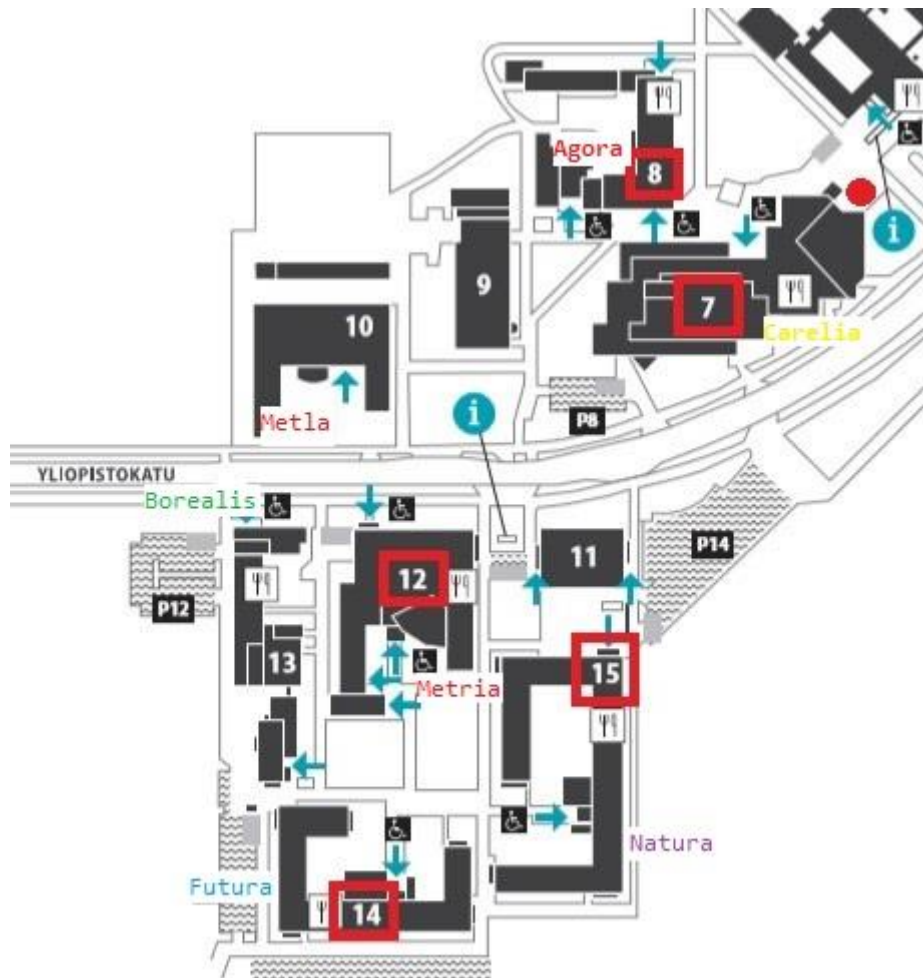 Agora
8
i
9
7
10
Carelia
Metla
i
P8
YLIOPISTOKATU
Borealis
11
P14
12
P12
13
15
Metria
Natura
Futura
14